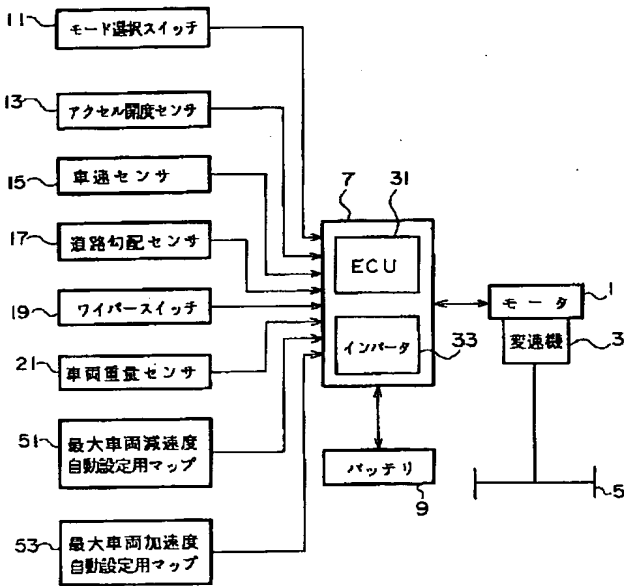 11
モード選択スイッチ
13
アクセル開度センサ
15
車速センサ
17
道路勾配センサ
19
ワイパースイッチ
21
車両重量センサ
51
最大車両減速度
自動設定用マップ
53
最大車両加速度
自動設定用マップ
7
31
ECU
インバータ
33
バッテリ
9
モータ
1
変速機
3
5